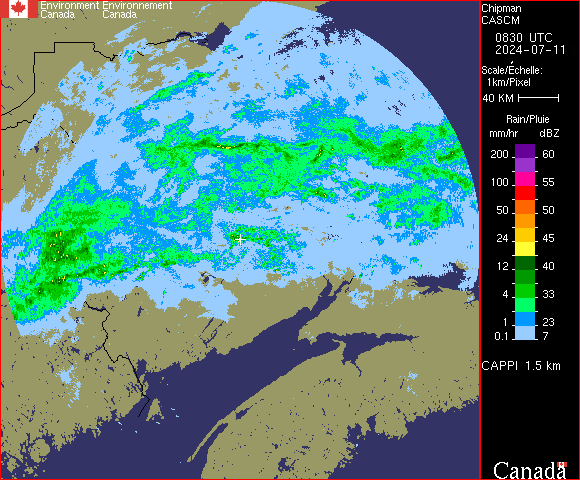 Environment Environnement
Canada Canada
Chipman
CASCM
0830 UTC
2024-07-11
Scale/Échelle:
1km/Pixel
40 KM
Rain/Pluie
mm/hr dBZ
200 60
100 55
50 50
24 45
12 40
4 33
1 23
0.1 7
CAPPI 1.5 km
Canada